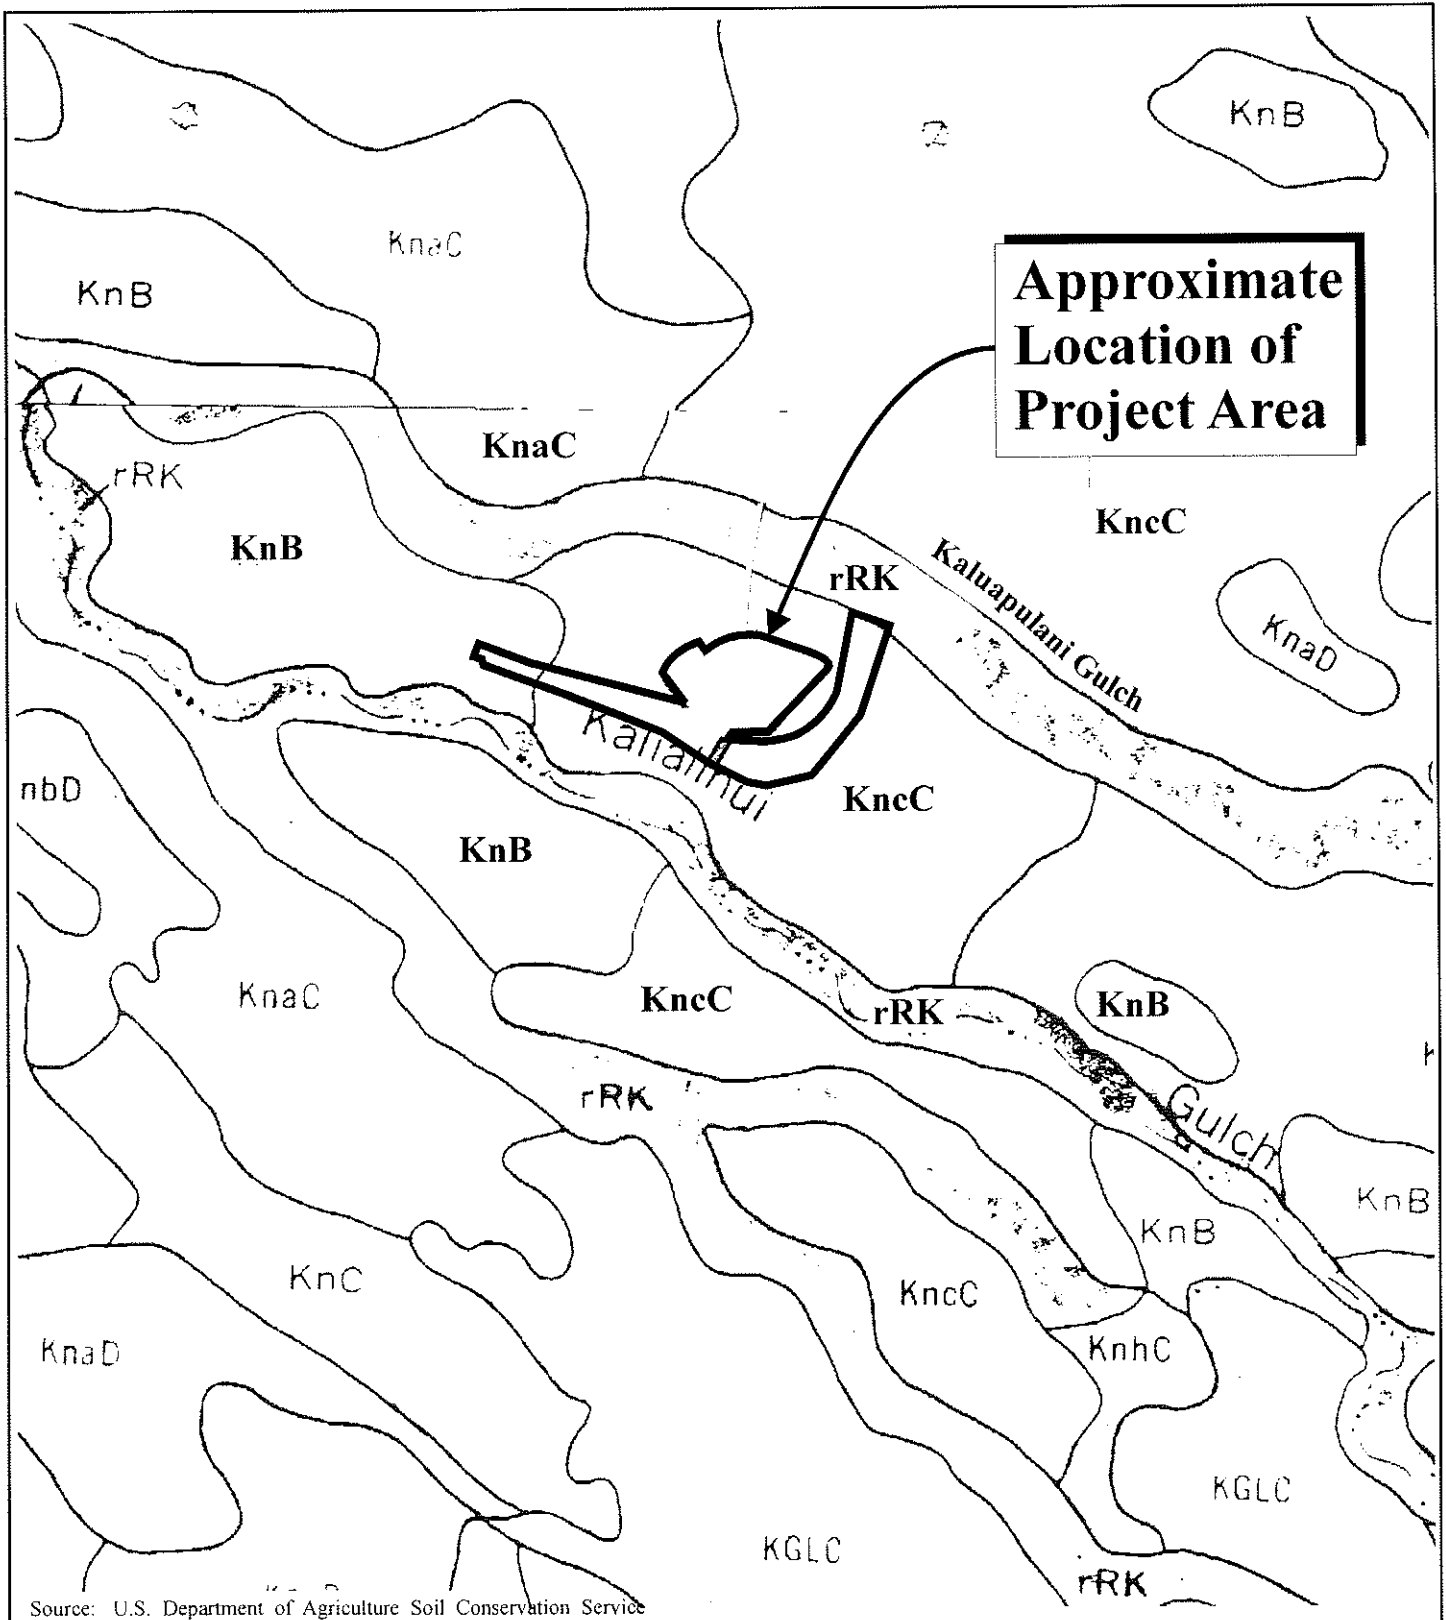 KnB
KnaC
KnB
Approximate
Location of
Project Area
KnaC
rRK
KnB
KncC
rRK
Kaluapulani Gulch
KnaD
nbD
KncC
KnB
KnaC
KncC
rRK
KnB
rRK
Gulch
KnB
KnB
KnC
KncC
KnaD
KnhC
KGLC
KGLC
rRK
Source: U.S. Department of Agriculture Soil Conservation Service